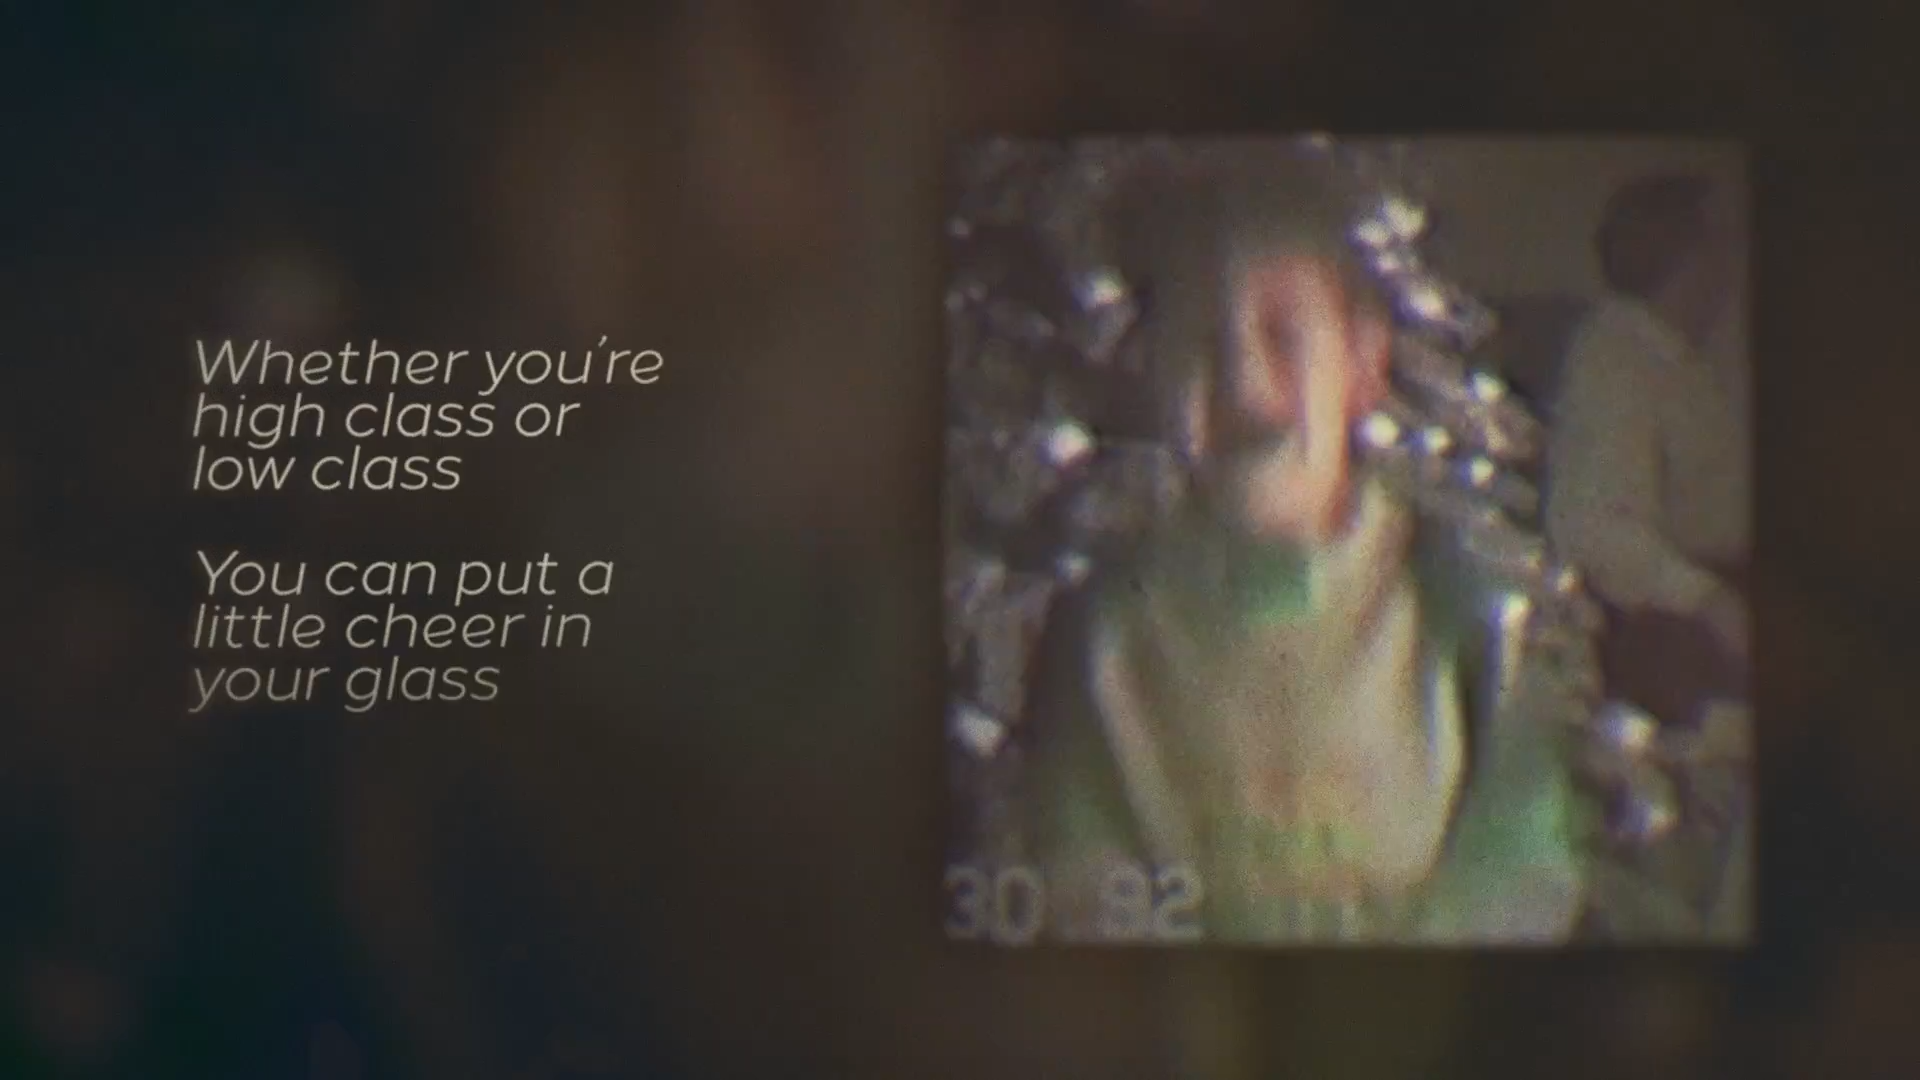 Whether you're
high class or
low class
You can put a
little cheer in
your glass
30 92